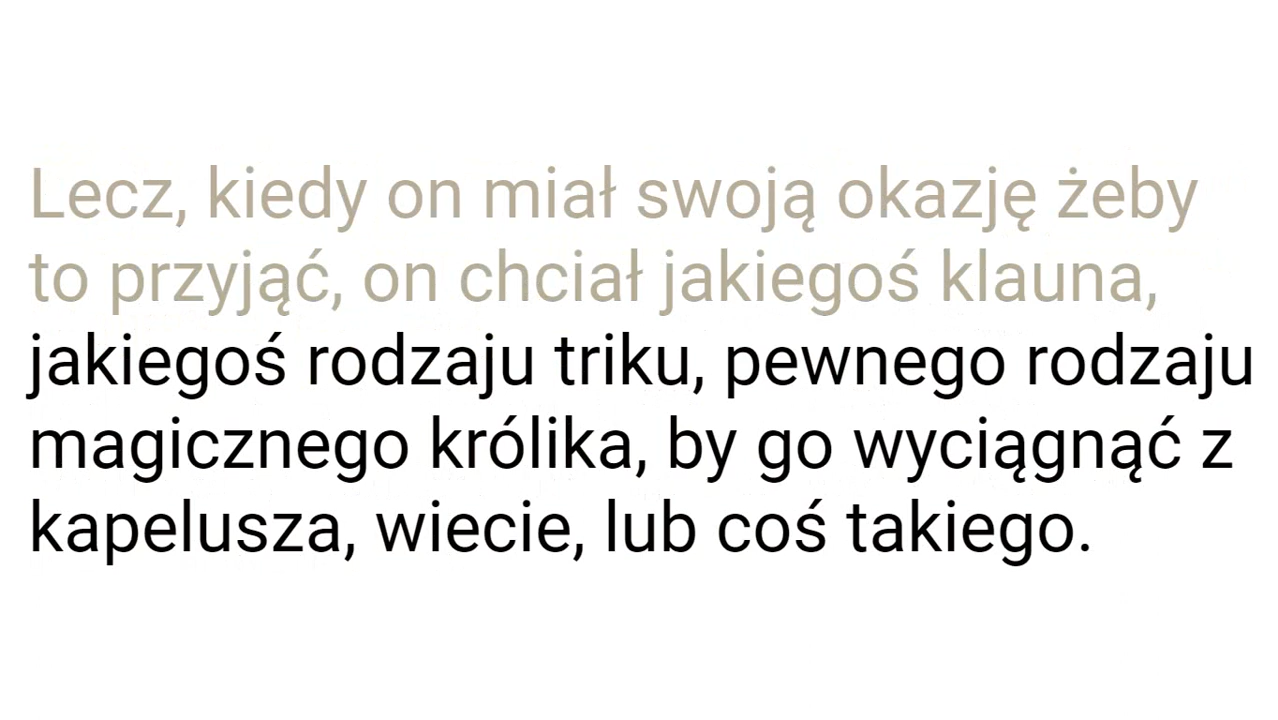 Lecz, kiedy on miał swoją okazję żeby
to przyjąć, on chciał jakiegoś klauna,
jakiegoś rodzaju triku, pewnego rodzaju
magicznego królika, by go wyciągnąć z
kapelusza, wiecie, lub coś takiego.